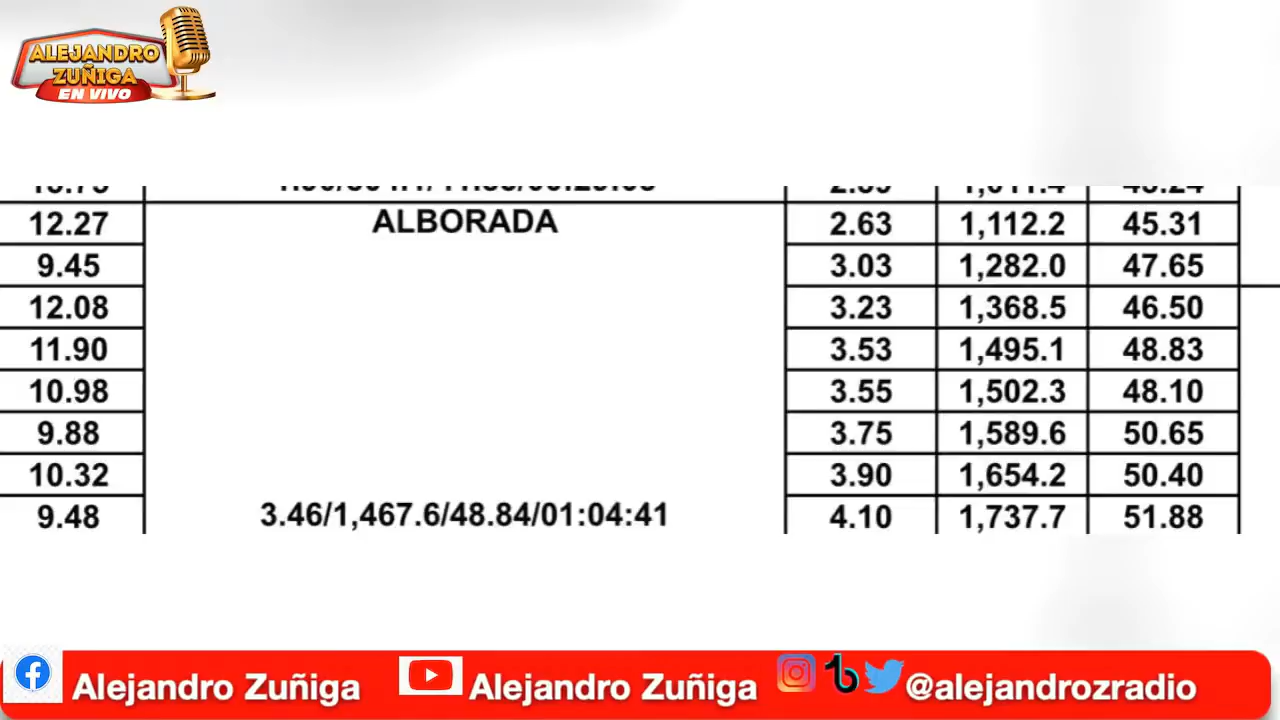 ALEJANDRO
ZUÑIGA
EN VIVO
12.27 ALBORADA 2.63 1,112.2 45.31
9.45 3.03 1,282.0 47.65
12.08 3.23 1,368.5 46.50
11.90 3.53 1,495.1 48.83
10.98 3.55 1,502.3 48.10
9.88 3.75 1,589.6 50.65
10.32 3.90 1,654.2 50.40
9.48 3.46/1,467.6/48.84/01:04:41 4.10 1,737.7 51.88
Alejandro Zuñiga Alejandro Zuñiga @alejandrozradio